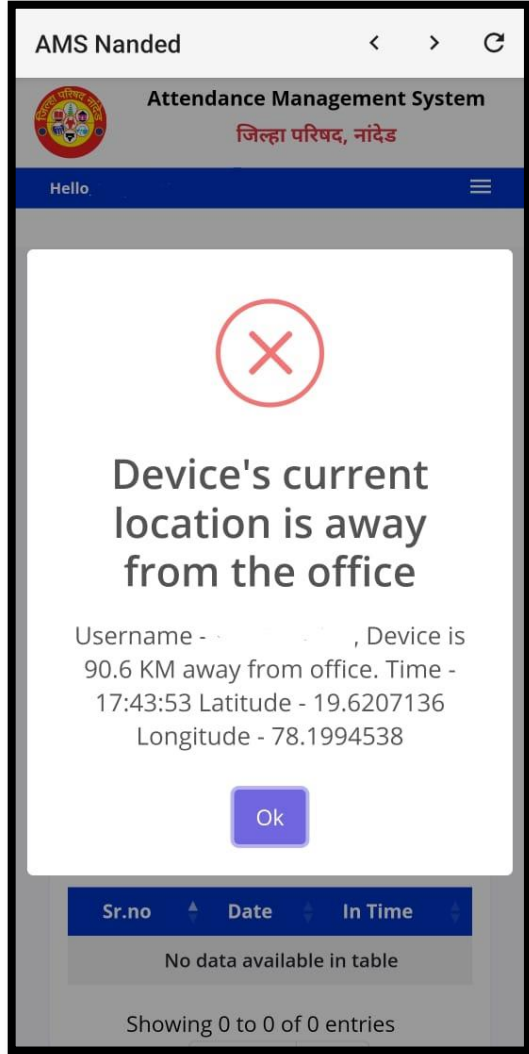 AMS Nanded
Attendance Management System
जिल्हा परिषद, नांदेड
Hello
Device's current
location is away
from the office
Username - , Device is
90.6 KM away from office. Time -
17:43:53 Latitude - 19.6207136
Longitude - 78.1994538
Ok
Sr.no Date In Time
No data available in table
Showing 0 to 0 of 0 entries